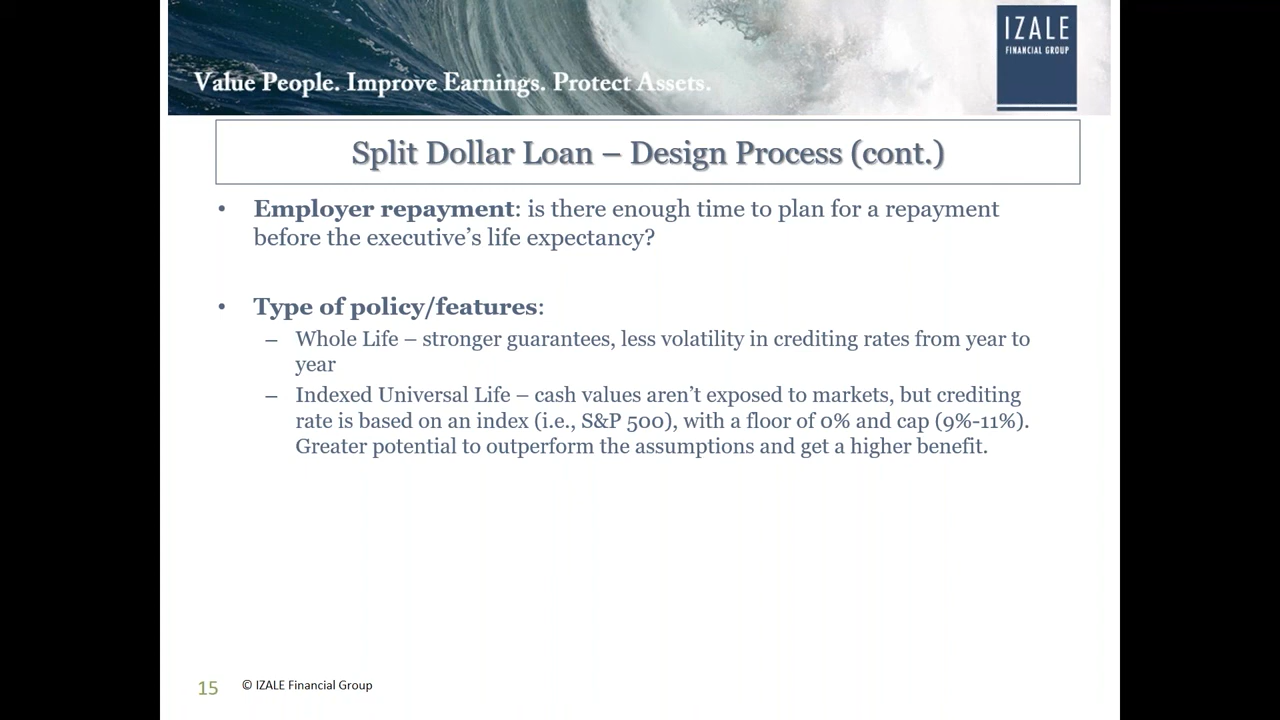 IZALE
FINANCIAL GROUP
Value People. Improve Earnings. Protect Assets.
Split Dollar Loan – Design Process (cont.)
• Employer repayment: is there enough time to plan for a repayment
before the executive’s life expectancy?
• Type of policy/features:
– Whole Life – stronger guarantees, less volatility in crediting rates from year to
year
– Indexed Universal Life – cash values aren’t exposed to markets, but crediting
rate is based on an index (i.e., S&P 500), with a floor of 0% and cap (9%-11%).
Greater potential to outperform the assumptions and get a higher benefit.
15 © IZALE Financial Group